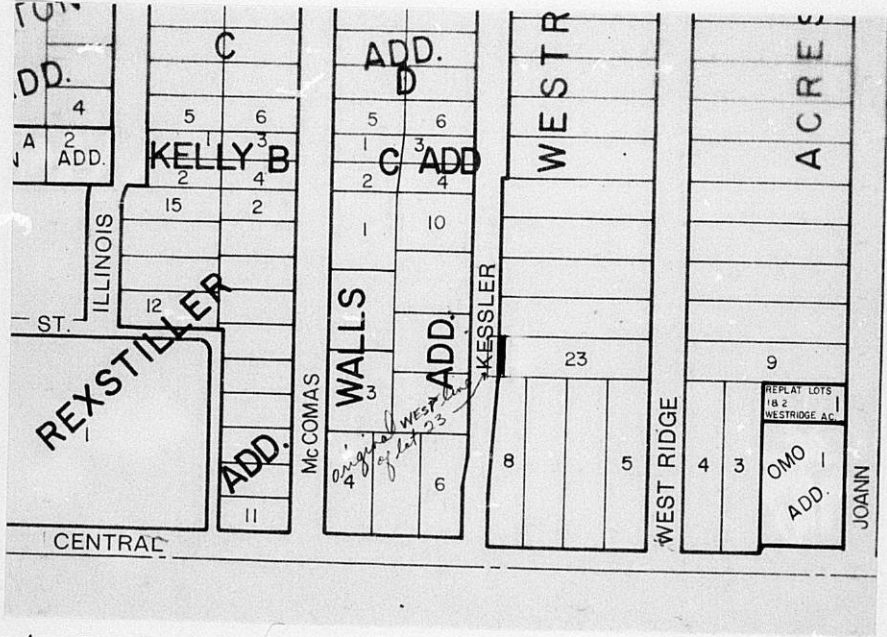 ADD.
4
A
2
ADD.
C
5
6
1
3
KELLY B
2
4
15
2
12
ILLINOIS
ST.
REXSTILLER
1
ADD.
11
CENTRAL
McCOMAS
ADD.
D
5
6
1
3
C ADD
2
4
1
10
WALLS
ADD.
3
original WEST line
of lot 23
4
6
KESSLER
WESTR
23
8
5
WEST RIDGE
ACRES
9
REPLAT LOTS
1 & 2
WESTRIDGE AC.
1
4
3
OMO
1
ADD.
JOANN